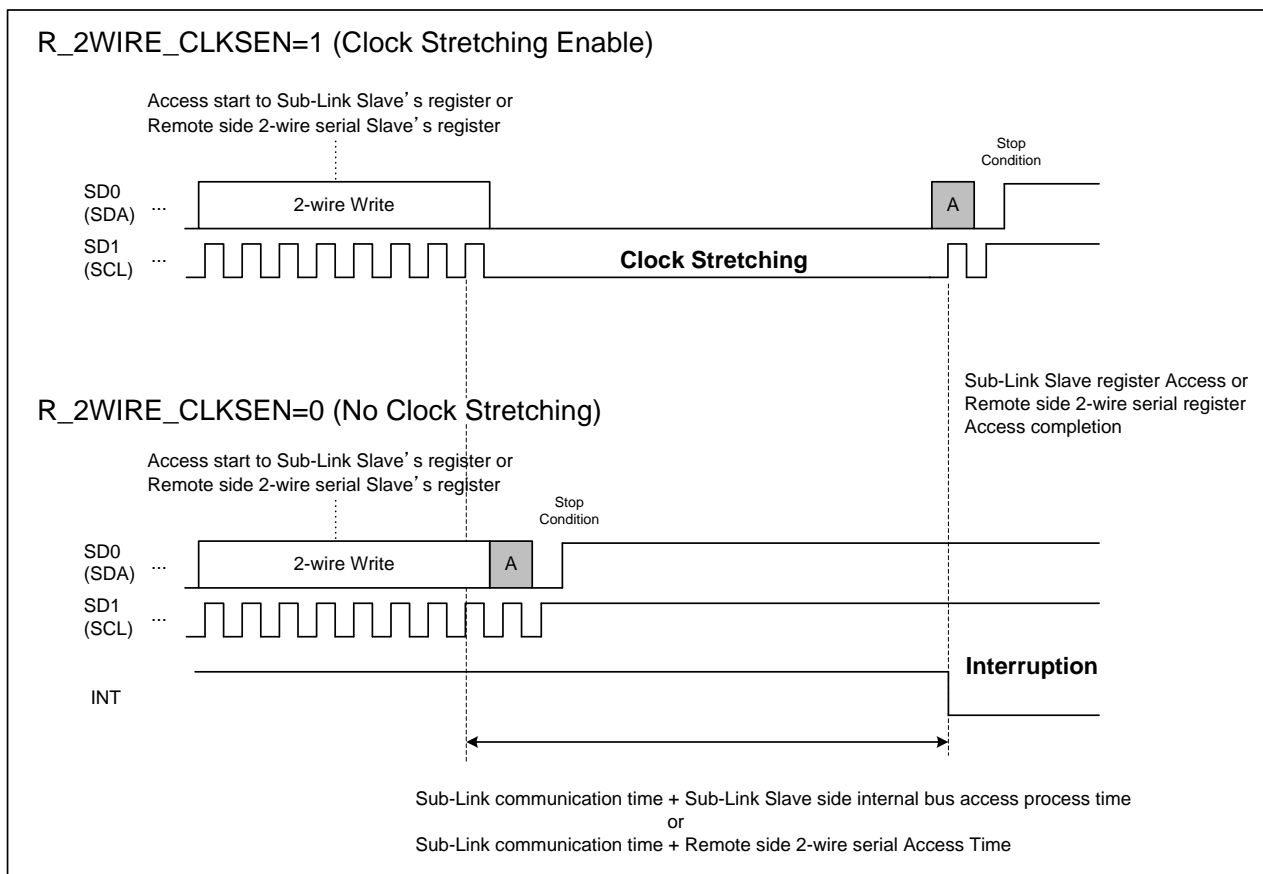 R_2WIRE_CLKSEN=1 (Clock Stretching Enable)
Access start to Sub-Link Slave’s register or
Remote side 2-wire serial Slave’s register
Stop
Condition
SD0
(SDA)
...
2-wire Write
A
SD1
(SCL)
...
Clock Stretching
Sub-Link Slave register Access or
Remote side 2-wire serial register
Access completion
R_2WIRE_CLKSEN=0 (No Clock Stretching)
Access start to Sub-Link Slave’s register or
Remote side 2-wire serial Slave’s register
Stop
Condition
SD0
(SDA)
...
2-wire Write
A
SD1
(SCL)
...
Interruption
INT
Sub-Link communication time + Sub-Link Slave side internal bus access process time
or
Sub-Link communication time + Remote side 2-wire serial Access Time